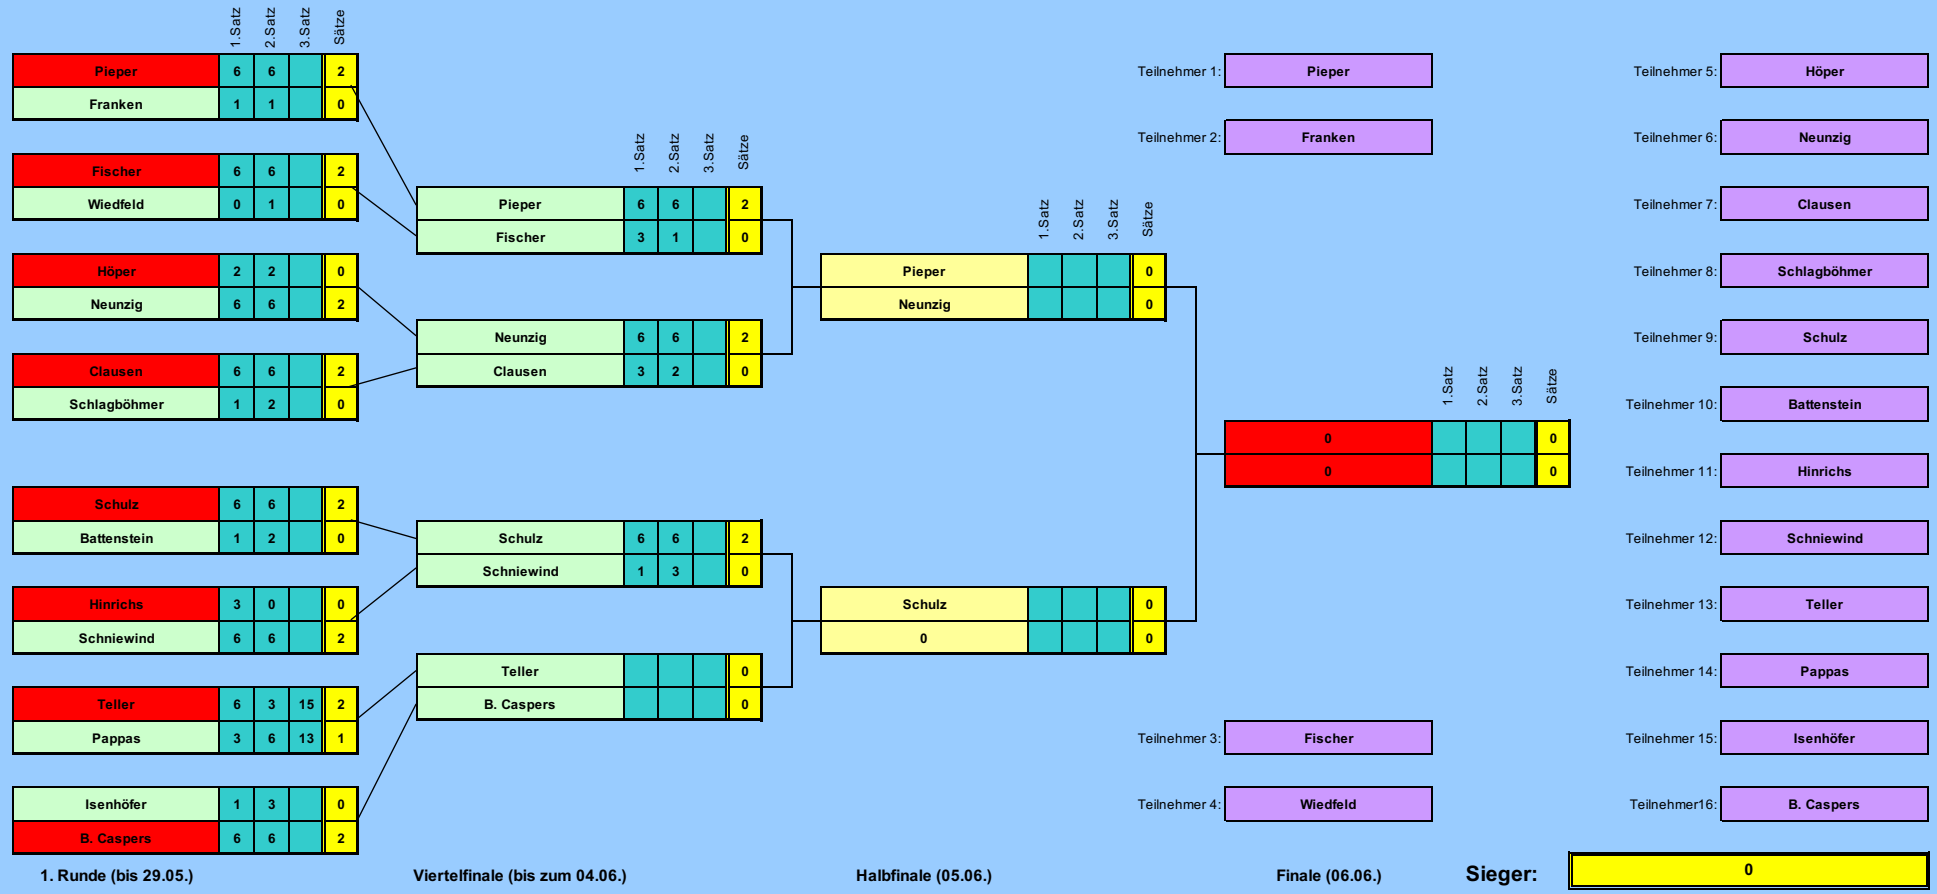 1.Satz 2.Satz 3.Satz Sätze
Pieper 6 6 2
Franken 1 1 0
Fischer 6 6 2
Wiedfeld 0 1 0
Höper 2 2 0
Neunzig 6 6 2
Clausen 6 6 2
Schlagböhmer 1 2 0
Schulz 6 6 2
Battenstein 1 2 0
Hinrichs 3 0 0
Schniewind 6 6 2
Teller 6 3 15 2
Pappas 3 6 13 1
Isenhöfer 1 3 0
B. Caspers 6 6 2
1. Runde (bis 29.05.)
1.Satz 2.Satz 3.Satz Sätze
Pieper 6 6 2
Fischer 3 1 0
Neunzig 6 6 2
Clausen 3 2 0
Schulz 6 6 2
Schniewind 1 3 0
Teller 0
B. Caspers 0
Viertelfinale (bis zum 04.06.)
1.Satz 2.Satz 3.Satz Sätze
Pieper 0
Neunzig 0
Schulz 0
0 0
Halbfinale (05.06.)
Teilnehmer 1: Pieper
Teilnehmer 2: Franken
1.Satz 2.Satz 3.Satz Sätze
0 0
0 0
Teilnehmer 3: Fischer
Teilnehmer 4: Wiedfeld
Finale (06.06.)
Teilnehmer 5: Höper
Teilnehmer 6: Neunzig
Teilnehmer 7: Clausen
Teilnehmer 8: Schlagböhmer
Teilnehmer 9: Schulz
Teilnehmer 10: Battenstein
Teilnehmer 11: Hinrichs
Teilnehmer 12: Schniewind
Teilnehmer 13: Teller
Teilnehmer 14: Pappas
Teilnehmer 15: Isenhöfer
Teilnehmer16: B. Caspers
Sieger: 0